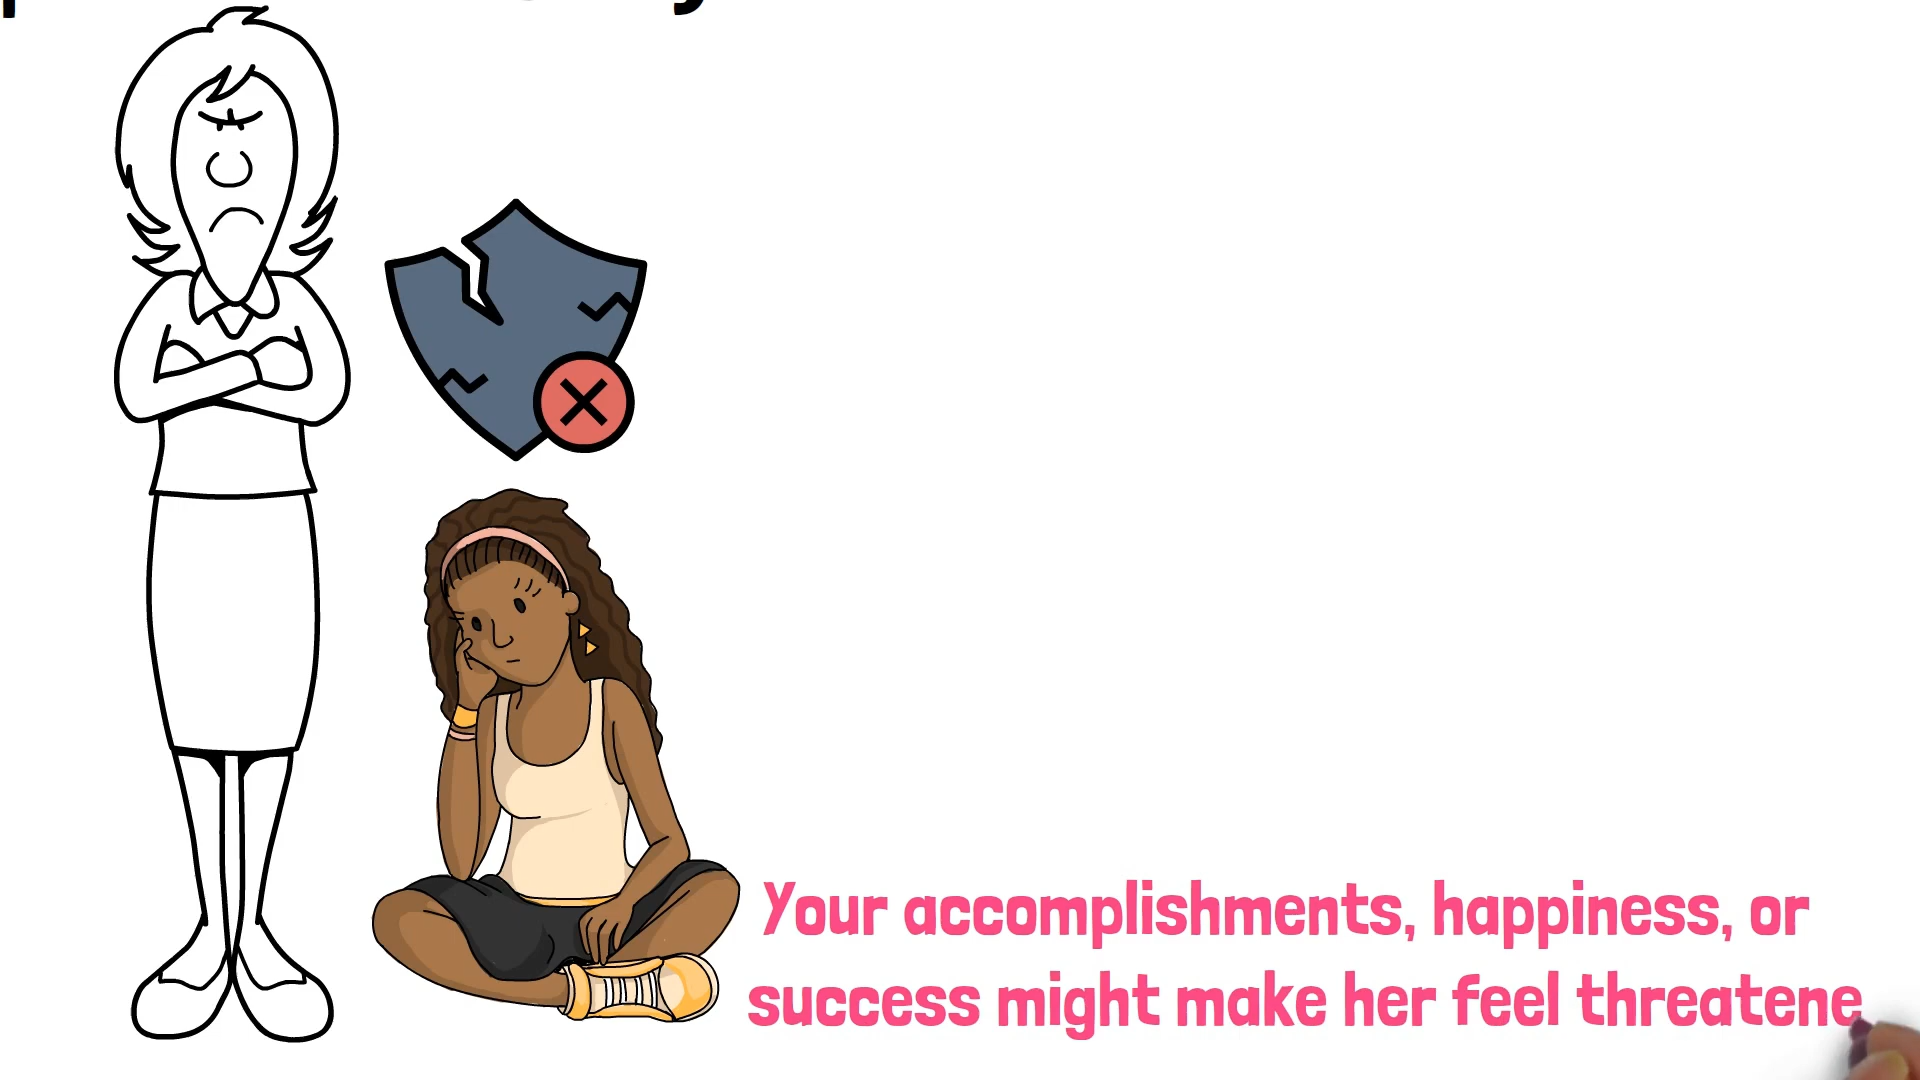 Your accomplishments, happiness, or
success might make her feel threatene